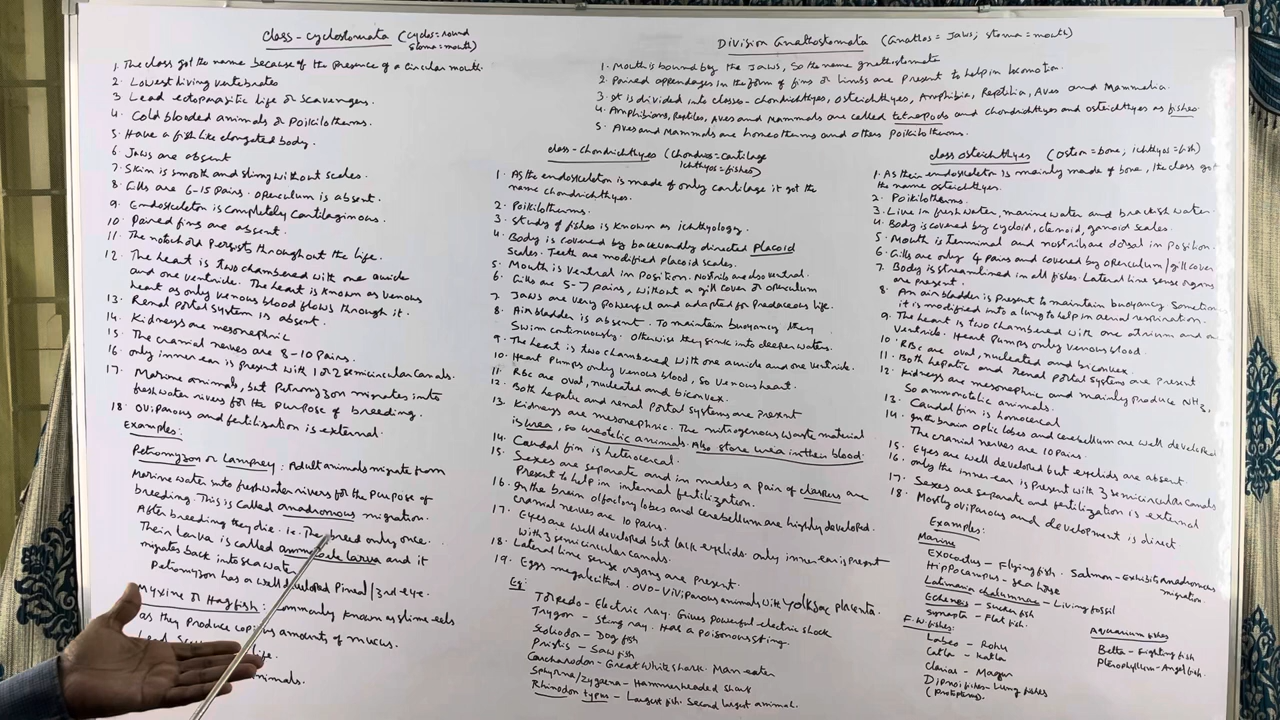 Class - Cyclostomata (Cyclos = round
Stoma = mouth)
1. The class got the name because of the presence of a circular mouth.
2. Lowest living vertebrates
3. Lead ectoparasitic life or Scavengers.
4. Cold blooded animals or Poikilotherms.
5. Have a fish like elongated body.
6. Jaws are absent
7. Skin is smooth and slimy without scales.
8. Gills are 6-15 pairs. operculum is absent.
9. Endoskeleton is completely cartilaginous.
10. Paired fins are absent.
11. The notochord persists throughout the life.
12. The heart is two chambered with one auricle
and one ventricle. The heart is known as venous
heart as only venous blood flows through it.
13. Renal portal system is absent.
14. Kidneys are mesonephric
15. The cranial nerves are 8-10 pairs.
16. only inner ear is present with 1 or 2 semicircular canals.
17. Marine animals, but Petromyzon migrates into
freshwater rivers for the purpose of breeding.
18. Oviparous and fertilisation is external.
Examples:
Petromyzon or Lamprey: Adult animals migrate from
Marine water into freshwater rivers for the purpose of
breeding. This is called anadromous migration.
After breeding they die. i.e. They breed only once.
Their larva is called larva and it
migrates back into sea water
Petromyzon has a well Pineal/3rd eye.
Myxine or Hagfish: Commonly known as slime-eels
as they produce copious amounts of mucus.
Lead life.
animals.
Division Gnathostomata (Gnathos = Jaws; stoma = mouth)
1. Mouth is bound by the Jaws, So the name gnathostomata
2. Paired appendages in the form of fins or limbs are present to help in locomotion.
3. It is divided into classes - chondrichthyes, osteichthyes, Amphibia, Reptilia, Aves and Mammalia.
4. Amphibians, Reptiles, Aves and Mammals are called tetrapods and chondrichthyes and osteichthyes as fishes
5. Aves and Mammals are homeotherms and others poikilotherms.
class - chondrichthyes (Chondros = cartilage
ichthyos = fishes)
1. As the endoskeleton is made of only cartilage it got the
name chondrichthyes.
2. Poikilotherms.
3. Study of fishes is known as ichthyology.
4. Body is covered by backwardly directed placoid
scales. Teeth are modified placoid scales.
5. Mouth is ventral in position. Nostrils are also ventral.
6. Gills are 5-7 pairs, without a gill cover or operculum
7. Jaws are very powerful and adapted for predaceous life.
8. Air bladder is absent. To maintain buoyancy they
swim continuously. otherwise they sink into deeper waters.
9. The heart is two chambered with one auricle and one ventricle.
10. Heart pumps only venous blood, so venous heart.
11. RBC are oval, nucleated and biconvex.
12. Both hepatic and renal portal systems are present
13. Kidneys are mesonephric. The nitrogenous waste material
is urea, so ureotelic animals. Also store urea in their blood.
14. Caudal fin is heterocercal.
15. Sexes are separate and in males a pair of claspers are
Present to help in internal fertilization.
16. In the brain olfactory lobes and cerebellum are highly developed.
cranial nerves are 10 pairs.
17. Eyes are well developed but lack eyelids. only inner ear is present
with 3 semicircular canals.
18. Lateral line sense organs are present.
19. Eggs megalecithal. ovo-viviparous animals with yolksac placenta.
Eg:
Torpedo - Electric ray. Gives powerful electric shock
Trygon - Sting ray. Has a poisonous sting.
Scoliodon - Dog fish
Pristis - Saw fish
Carcharodon - Great White shark. Man eater
Sphyrna/zygaena - Hammerheaded shark
Rhinodon typus - Largest fish. Second largest animal.
class osteichthyes (osteon = bone, ichthyos = fish)
1. As their endoskeleton is mainly made of bone, the class got
the name osteichthyes.
2. Poikilotherms.
3. Live in freshwater, marine water and brackish water.
4. Body is covered by cycloid, ctenoid, ganoid scales.
5. Mouth is terminal and nostrils are dorsal in position.
6. Gills are only 4 pairs and covered by operculum/gill cover
7. Body is streamlined in all fishes. Lateral line sense organs
are present.
8. An air bladder is present to maintain buoyancy. Sometimes
it is modified into a lung to help in aerial respiration.
9. The heart is two chambered with one atrium and one
ventricle. Heart pumps only venous blood.
10. RBC are oval, nucleated and biconvex.
11. Both hepatic and renal portal systems are present
12. Kidneys are mesonephric and mainly produce NH3,
So ammonotelic animals.
13. Caudal fin is homocercal
14. In the brain optic lobes and cerebellum are well developed
The cranial nerves are 10 pairs.
15. Eyes are well developed but eyelids are absent
16. only the inner ear is present with 3 semicircular canals
17. Sexes are separate and fertilization is external
18. Mostly oviparous and development is direct.
Examples:
Marine
Exocoetus - Flying fish. Salmon - exhibits anadromous
migration.
Hippocampus - Sea horse
Latimaria chalumnae - Living fossil
Echeneis - Sucker fish
Synapta - Flat fish.
F.W. fishes:
Labeo - Rohu
Catla - Katla
Clarias - Magur
Dipnoi fishes - Lung fishes
(Protopterus)
Aquarium fishes
Betta - Fighting fish
Pterophyllum - Angel fish.